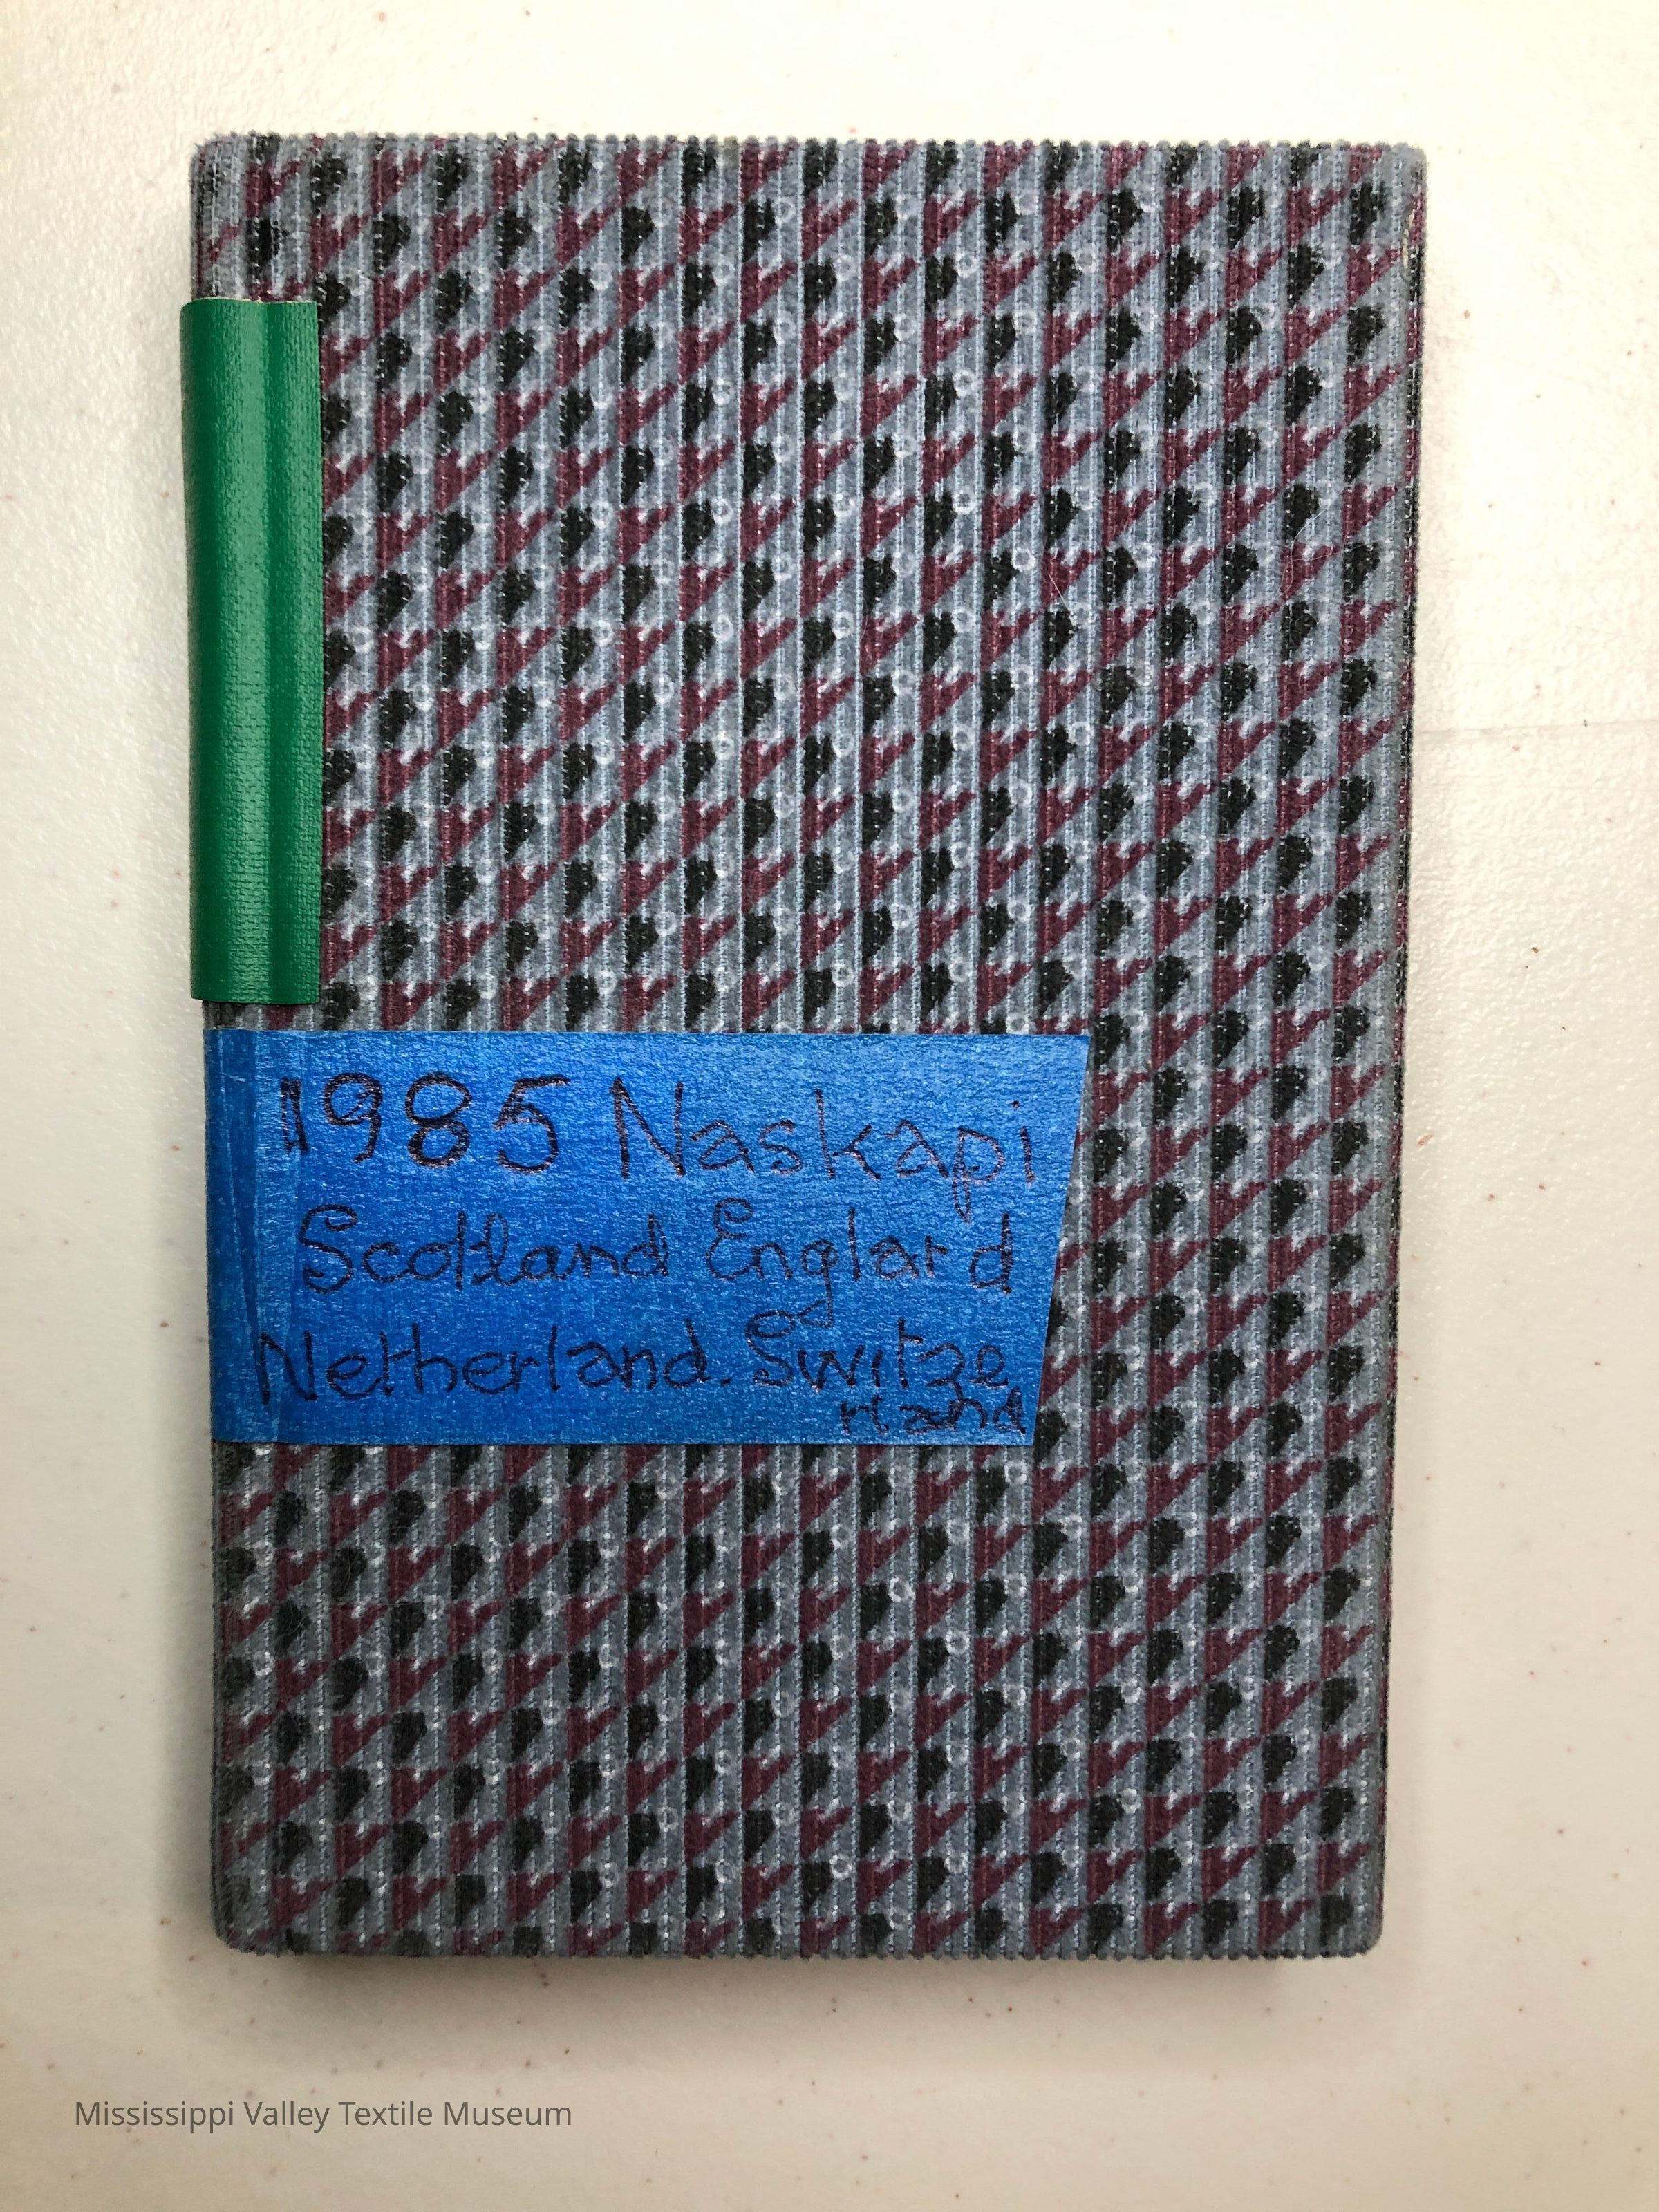 1985 Naskapi
Scotland England
Netherland. Switze
rland
Mississippi Valley Textile Museum